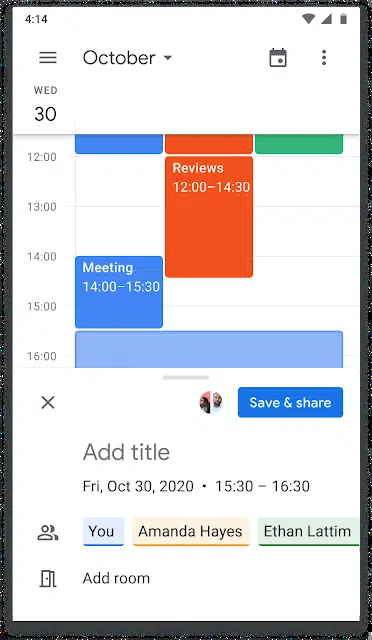 4:14
October
WED
30
12:00
Reviews
12:00–14:30
13:00
14:00
Meeting
14:00–15:30
15:00
16:00
Save & share
Add title
Fri, Oct 30, 2020 • 15:30 – 16:30
You Amanda Hayes Ethan Lattim
Add room